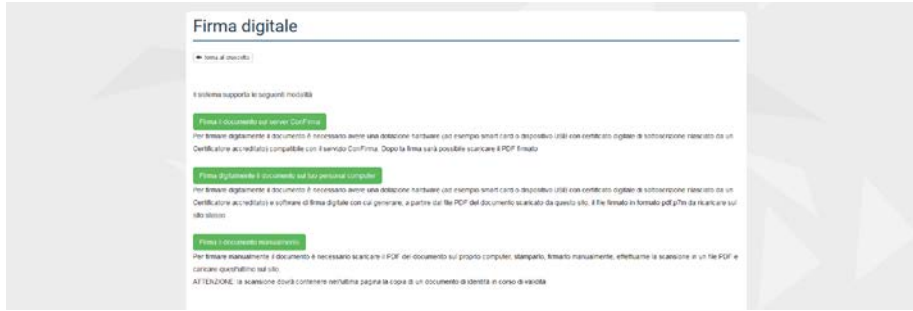 Firma digitale
torna al cruscotto
Il sistema supporta le seguenti modalità
Firma il documento sul server ConFirma
Per firmare digitalmente il documento è necessario avere una dotazione hardware (ad esempio smart card o dispositivo USB) con certificato digitale di sottoscrizione rilasciato da un
Certificatore accreditato) compatibile con il servizio ConFirma. Dopo la firma sarà possibile scaricare il PDF firmato
Firma digitalmente il documento sul tuo personal computer
Per firmare digitalmente il documento è necessario avere una dotazione hardware (ad esempio smart card o dispositivo USB) con certificato digitale di sottoscrizione rilasciato da un
Certificatore accreditato) e software di firma digitale con cui generare, a partire dal file PDF del documento scaricato da questo sito, il file firmato in formato pdf.p7m da ricaricare sul
sito stesso
Firma il documento manualmente
Per firmare manualmente il documento è necessario scaricare il PDF del documento sul proprio computer, stamparlo, firmarlo manualmente, effettuarne la scansione in un file PDF e
caricare quest'ultimo sul sito.
ATTENZIONE: la scansione dovrà contenere nell'ultima pagina la copia di un documento di identità in corso di validità